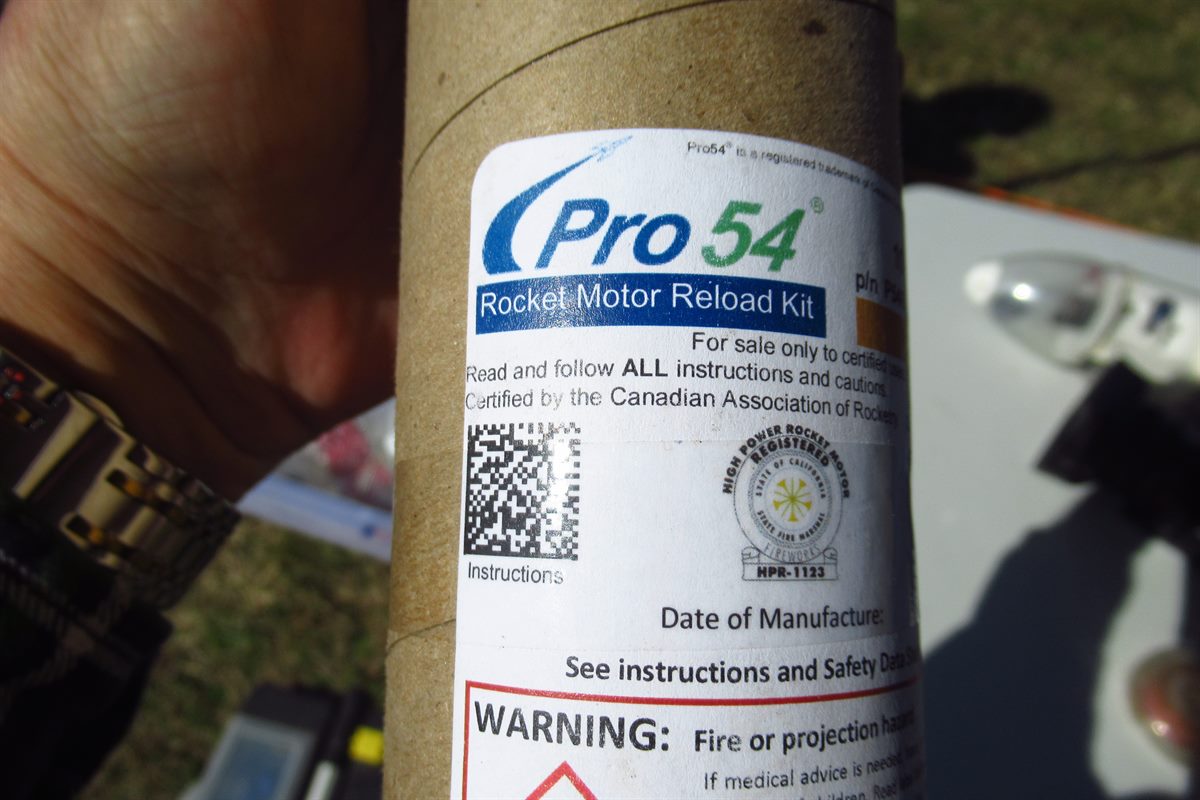 Pro54® is a registered trademark of
Pro 54®
p/n
Rocket Motor Reload Kit
For sale only to certified
Read and follow ALL instructions and cautions.
Certified by the Canadian Association of
HIGH POWER ROCKET MOTOR
REGISTERED
STATE OF CALIFORNIA
STATE FIRE MARSHAL
FIREWORKS
HPR-1123
Instructions
Date of Manufacture:
See instructions and Safety
WARNING: Fire or projection
If medical advice is needed,
children. Read